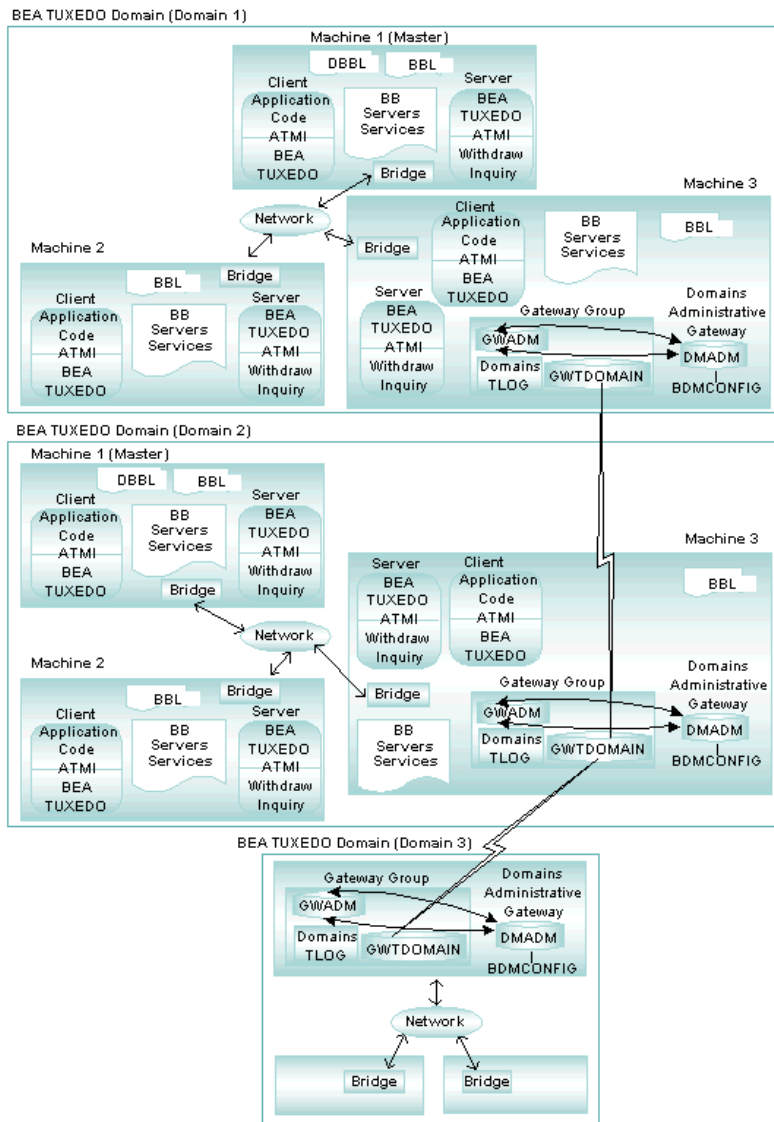 BEA TUXEDO Domain (Domain 1)
Machine 1 (Master)
DBBL
BBL
Client
Application
Code
ATMI
BEA
TUXEDO
BB
Servers
Services
Server
BEA
TUXEDO
ATMI
Withdraw
Inquiry
Bridge
Network
Machine 2
BBL
Bridge
Client
Application
Code
ATMI
BEA
TUXEDO
BB
Servers
Services
Server
BEA
TUXEDO
ATMI
Withdraw
Inquiry
Machine 3
Bridge
Client
Application
Code
ATMI
BEA
TUXEDO
BB
Servers
Services
BBL
Server
BEA
TUXEDO
ATMI
Withdraw
Inquiry
Gateway Group
GWADM
Domains
TLOG
GWTDOMAIN
Domains
Administrative
Gateway
DMADM
BDMCONFIG
BEA TUXEDO Domain (Domain 2)
Machine 1 (Master)
DBBL
BBL
Client
Application
Code
ATMI
BEA
TUXEDO
BB
Servers
Services
Server
BEA
TUXEDO
ATMI
Withdraw
Inquiry
Bridge
Network
Machine 2
BBL
Bridge
Client
Application
Code
ATMI
BEA
TUXEDO
BB
Servers
Services
Server
BEA
TUXEDO
ATMI
Withdraw
Inquiry
Machine 3
Server
BEA
TUXEDO
ATMI
Withdraw
Inquiry
Client
Application
Code
ATMI
BEA
TUXEDO
BBL
Bridge
BB
Servers
Services
Gateway Group
GWADM
Domains
TLOG
GWTDOMAIN
Domains
Administrative
Gateway
DMADM
BDMCONFIG
BEA TUXEDO Domain (Domain 3)
Gateway Group
GWADM
Domains
TLOG
GWTDOMAIN
Domains
Administrative
Gateway
DMADM
BDMCONFIG
Network
Bridge
Bridge